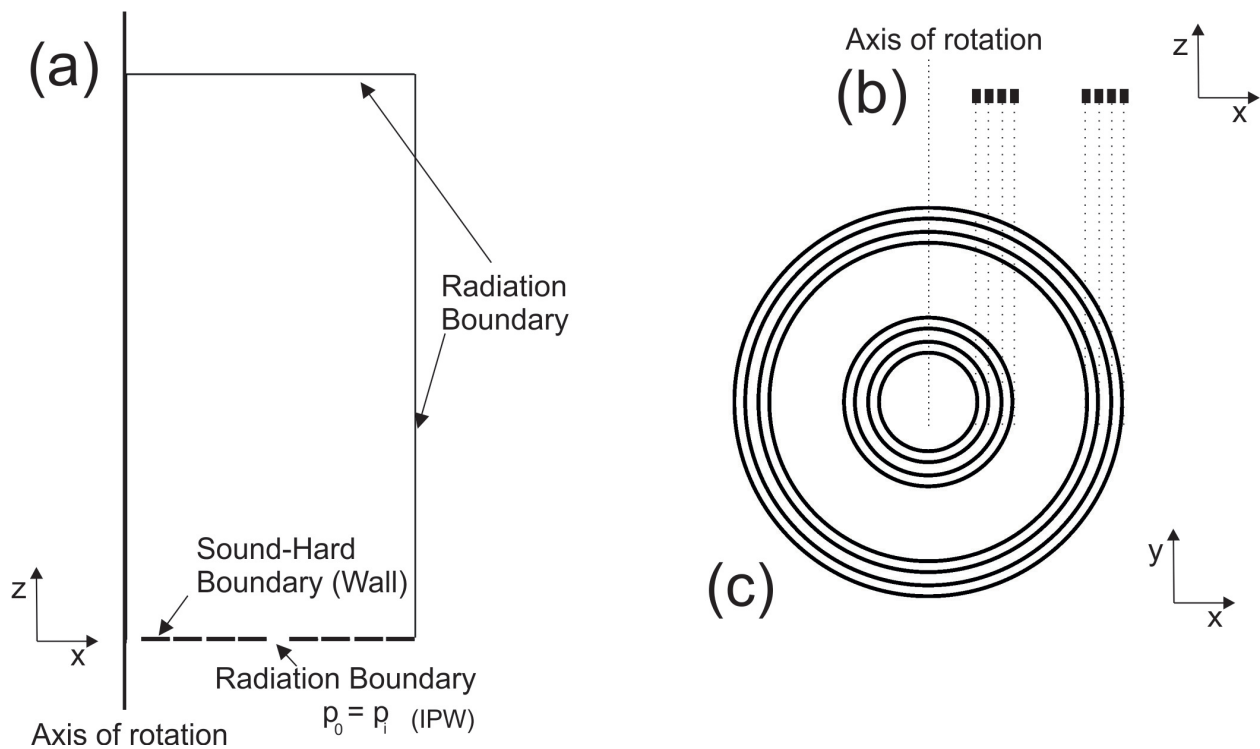 (a)
Radiation
Boundary
Sound-Hard
Boundary (Wall)
z
x
Radiation Boundary
p₀ = pᵢ (IPW)
Axis of rotation
Axis of rotation
(b)
z
x
(c)
y
x